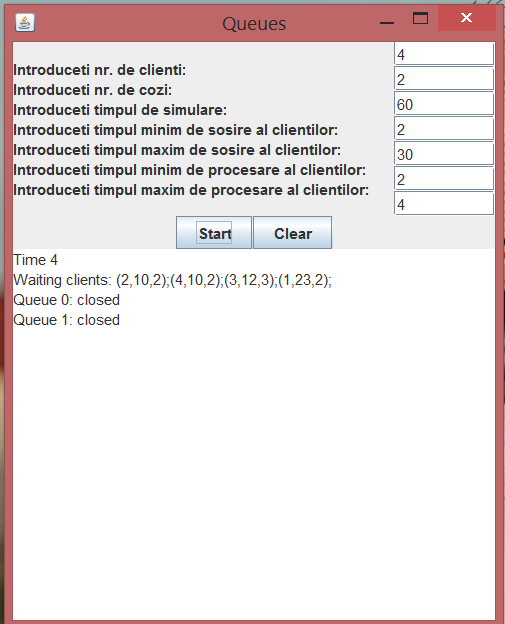 Queues
4
Introduceti nr. de clienti:
2
Introduceti nr. de cozi:
60
Introduceti timpul de simulare:
2
Introduceti timpul minim de sosire al clientilor:
30
Introduceti timpul maxim de sosire al clientilor:
2
Introduceti timpul minim de procesare al clientilor:
4
Introduceti timpul maxim de procesare al clientilor:
Start Clear
Time 4
Waiting clients: (2,10,2);(4,10,2);(3,12,3);(1,23,2);
Queue 0: closed
Queue 1: closed